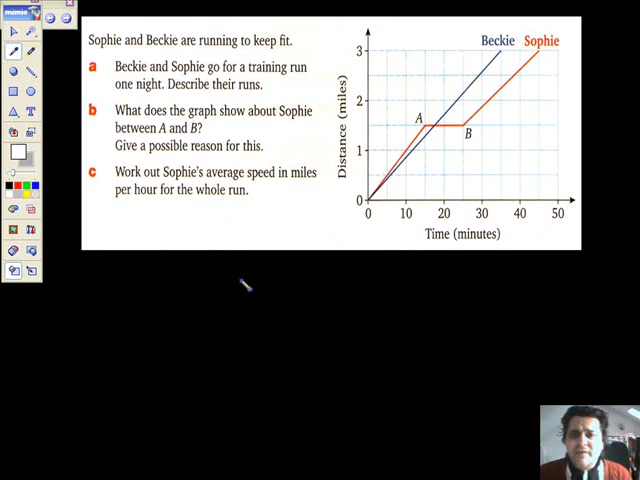 mimio
Sophie and Beckie are running to keep fit.
a Beckie and Sophie go for a training run
one night. Describe their runs.
b What does the graph show about Sophie
between A and B?
Give a possible reason for this.
c Work out Sophie's average speed in miles
per hour for the whole run.
Beckie Sophie
Distance (miles)
3
2
1
0
A
B
0 10 20 30 40 50
Time (minutes)